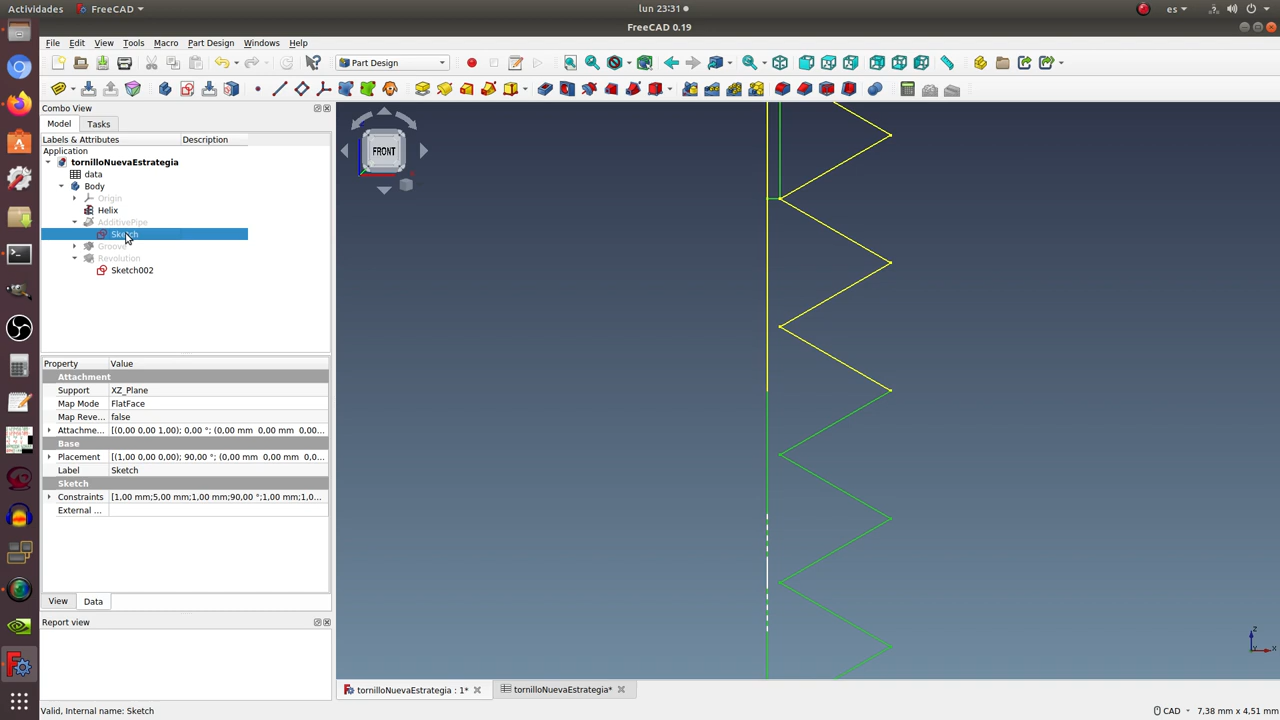 Actividades FreeCAD lun 23:31 es
FreeCAD 0.19
File Edit View Tools Macro Part Design Windows Help
Part Design
Combo View
Model Tasks
Labels & Attributes Description
Application
tornilloNuevaEstrategia
data
Body
Origin
Helix
AdditivePipe
Sketch
Groove
Revolution
Sketch002
FRONT
Property Value
Attachment
Support XZ_Plane
Map Mode FlatFace
Map Reve... false
Attachme... [(0,00 0,00 1,00); 0,00 °; (0,00 mm 0,00 mm 0,00...
Base
Placement [(1,00 0,00 0,00); 90,00 °; (0,00 mm 0,00 mm 0,0...
Label Sketch
Sketch
Constraints [1,00 mm;5,00 mm;1,00 mm;90,00 °;1,00 mm;1,0...
External ...
View Data
Report view
z
x
tornilloNuevaEstrategia : 1* tornilloNuevaEstrategia*
Valid, Internal name: Sketch CAD 7,38 mm x 4,51 mm